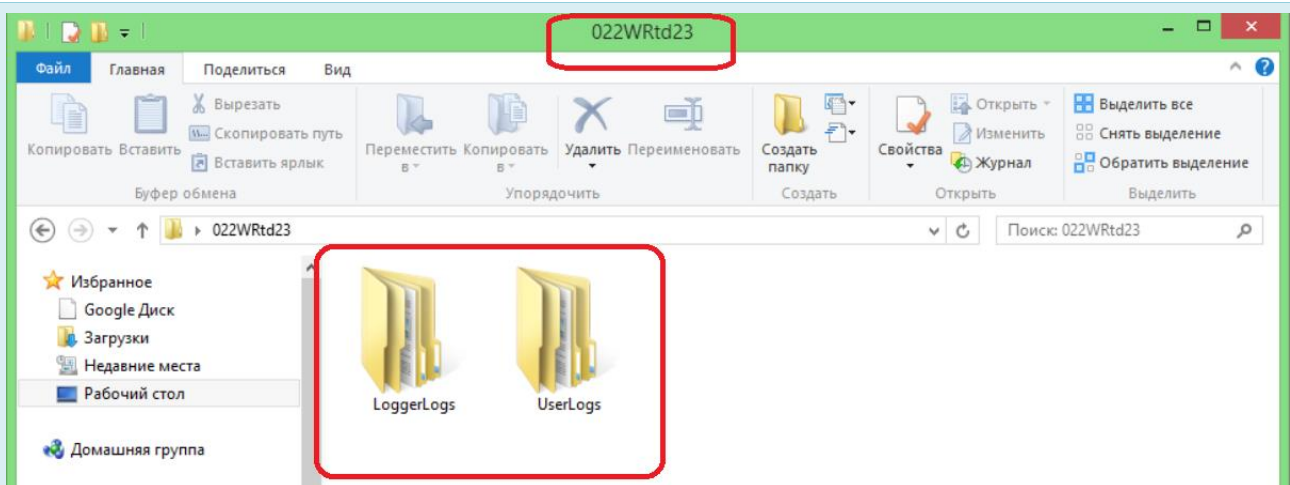 022WRtd23
Файл Главная Поделиться Вид
Копировать Вставить
Вырезать
Скопировать путь
Вставить ярлык
Буфер обмена
Переместить в Копировать в Удалить Переименовать
Упорядочить
Создать папку
Создать
Свойства
Открыть
Изменить
Журнал
Открыть
Выделить все
Снять выделение
Обратить выделение
Выделить
022WRtd23
Поиск: 022WRtd23
Избранное
Google Диск
Загрузки
Недавние места
Рабочий стол
Домашняя группа
LoggerLogs UserLogs